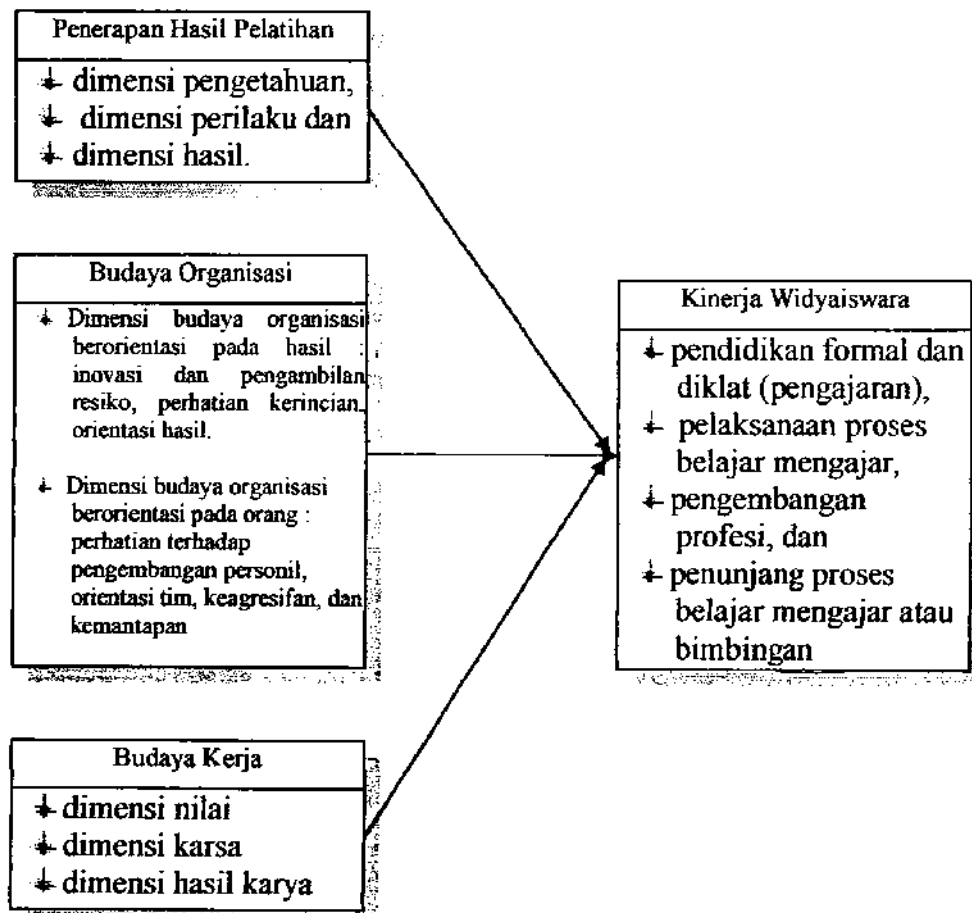 Penerapan Hasil Pelatihan
dimensi pengetahuan,
dimensi perilaku dan
dimensi hasil.
Budaya Organisasi
Dimensi budaya organisasi
berorientasi pada hasil :
inovasi dan pengambilan
resiko, perhatian kerincian,
orientasi hasil.
Dimensi budaya organisasi
berorientasi pada orang :
perhatian terhadap
pengembangan personil,
orientasi tim, keagresifan, dan
kemantapan
Budaya Kerja
dimensi nilai
dimensi karsa
dimensi hasil karya
Kinerja Widyaiswara
pendidikan formal dan
diklat (pengajaran),
pelaksanaan proses
belajar mengajar,
pengembangan
profesi, dan
penunjang proses
belajar mengajar atau
bimbingan